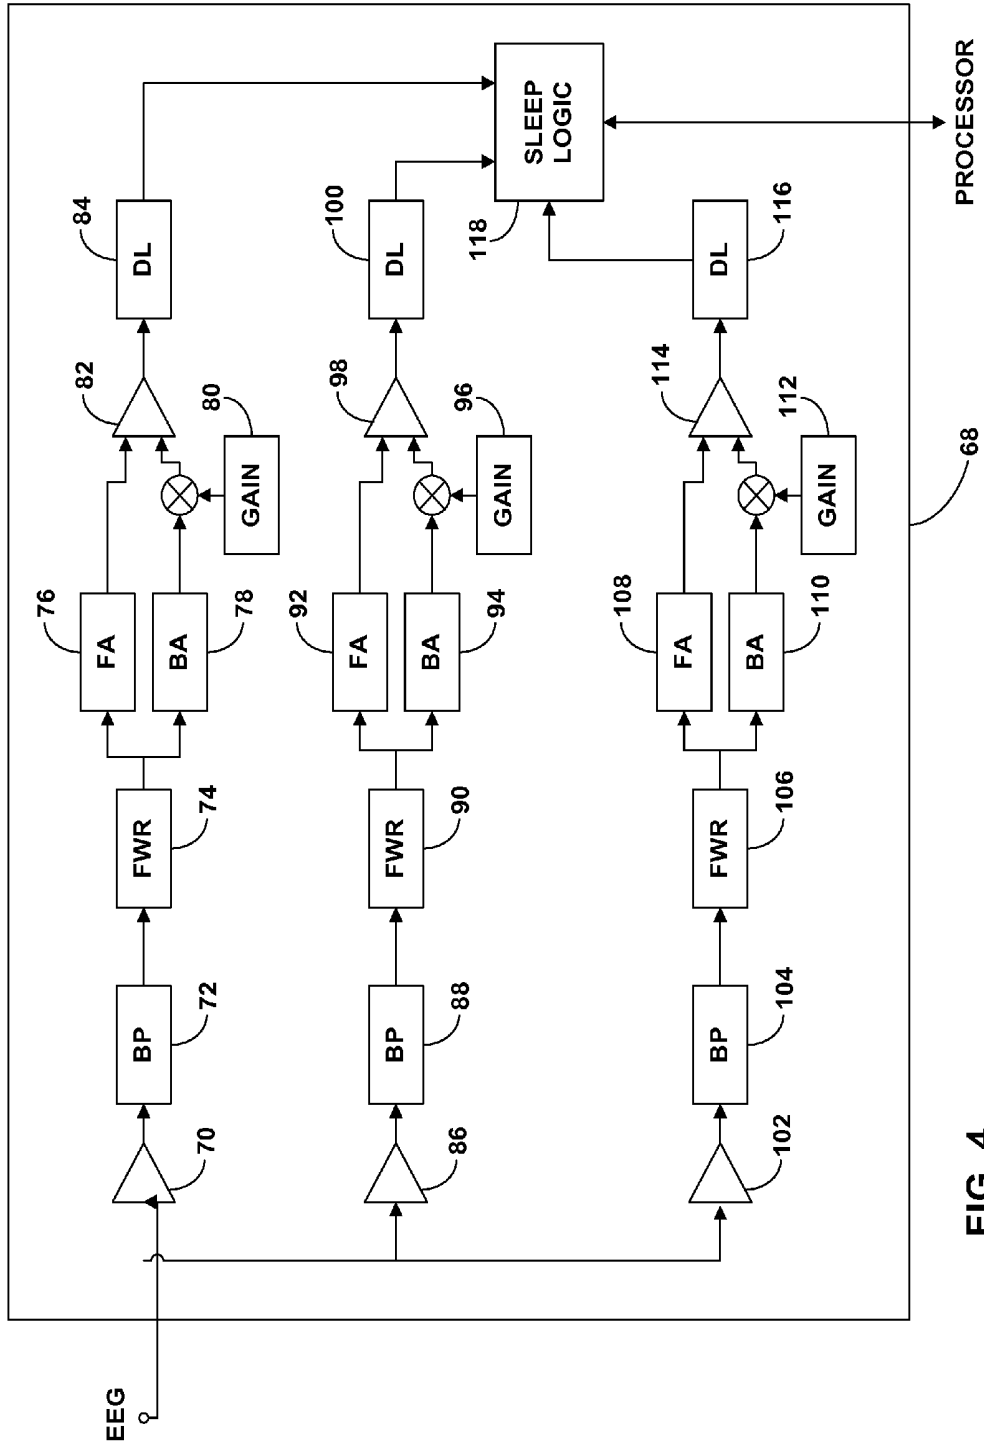 EEG
70
BP
72
FWR
74
FA
76
BA
78
GAIN
80
82
DL
84
86
BP
88
FWR
90
FA
92
BA
94
GAIN
96
98
DL
100
102
BP
104
FWR
106
FA
108
BA
110
GAIN
112
114
DL
116
SLEEP
LOGIC
118
PROCESSOR
68
FIG. 4